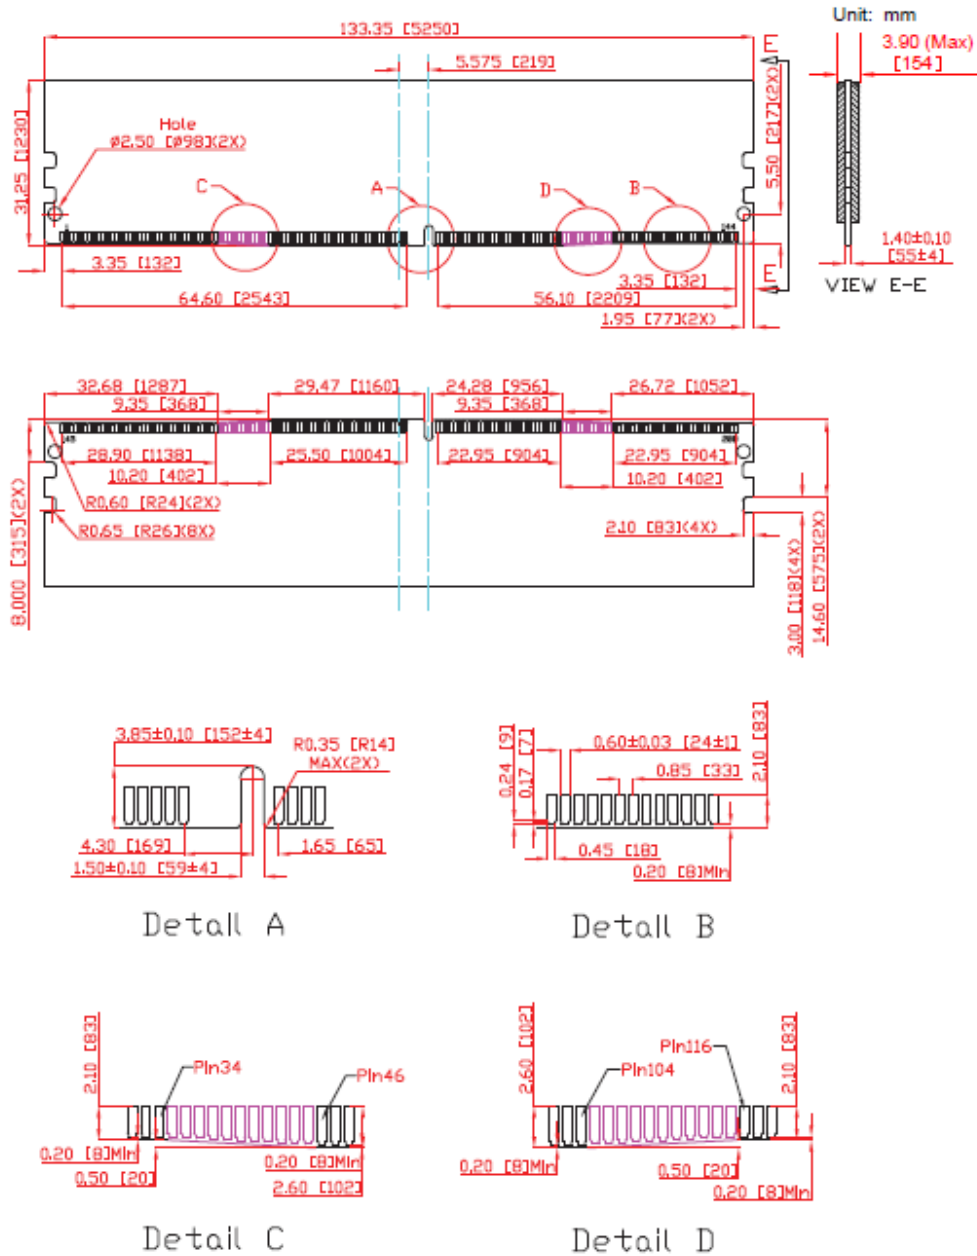 Unit: mm
133.35 [5250]
3.90 (Max)
[154]
E
5.575 [219]
Hole
ø2.50 [ø98](2X)
31.25 [1230]
5.50 [217](2X)
C
A
D
B
1
144
3.35 [132]
3.35 [132]
E
1.40±0.10
[55±4]
VIEW E-E
64.60 [2543]
56.10 [2209]
1.95 [77](2X)
32.68 [1287]
29.47 [1160]
24.28 [956]
26.72 [1052]
9.35 [368]
9.35 [368]
28.90 [1138]
25.50 [1004]
22.95 [904]
22.95 [904]
10.20 [402]
10.20 [402]
R0.60 [R24](2X)
R0.65 [R26](8X)
2.10 [83](4X)
8.000 [315](2X)
3.00 [118](4X)
14.60 [575](2X)
3.85±0.10 [152±4]
R0.35 [R14]
MAX(2X)
4.30 [169]
1.65 [65]
1.50±0.10 [59±4]
Detail A
0.24 [9]
0.17 [7]
0.60±0.03 [24±1]
0.85 [33]
2.10 [83]
0.45 [18]
0.20 [8]Min
Detail B
2.10 [83]
Pin34
Pin46
0.20 [8]Min
0.50 [20]
0.20 [8]Min
2.60 [102]
Detail C
2.60 [102]
Pin116
Pin104
2.10 [83]
0.20 [8]Min
0.50 [20]
0.20 [8]Min
Detail D